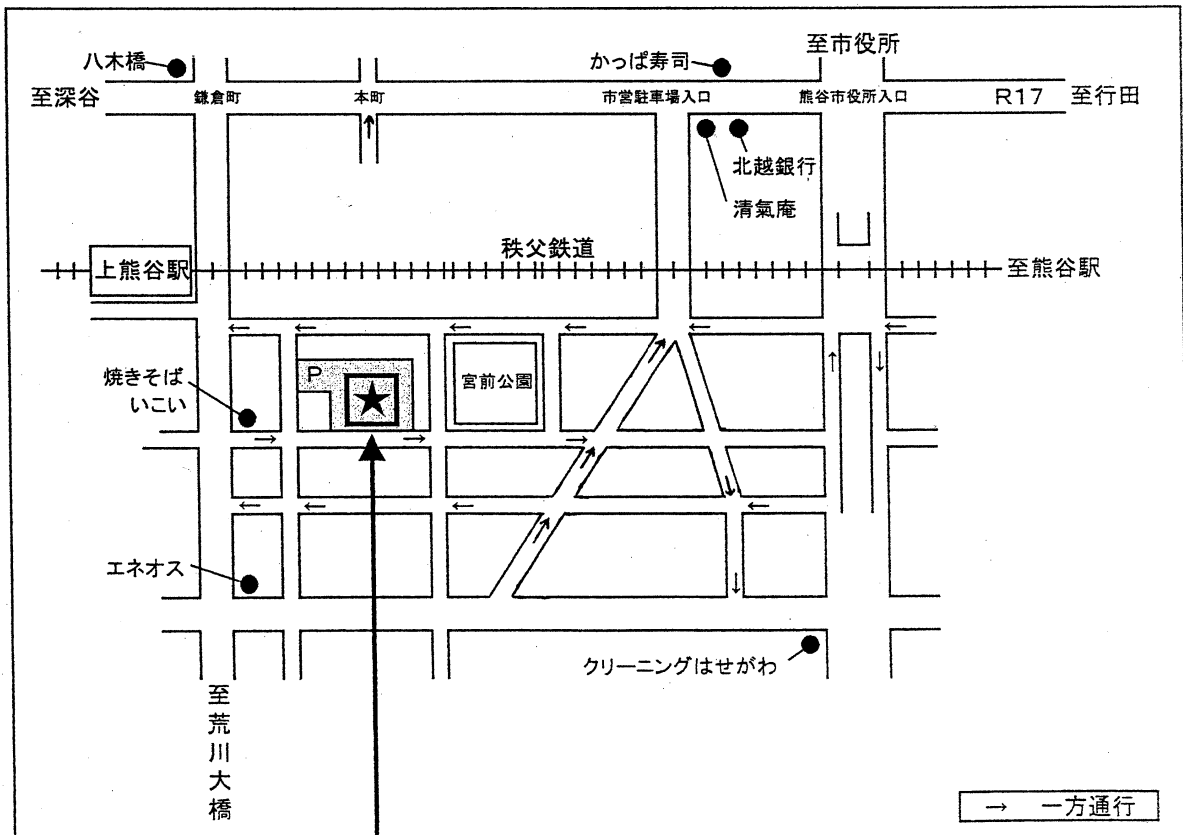 至市役所
八木橋
かっぱ寿司
至深谷
鎌倉町
本町
市営駐車場入口
熊谷市役所入口
R17
至行田
北越銀行
清氣庵
秩父鉄道
上熊谷駅
至熊谷駅
P
宮前公園
焼きそば
いこい
エネオス
クリーニングはせがわ
至荒川大橋
→ 一方通行